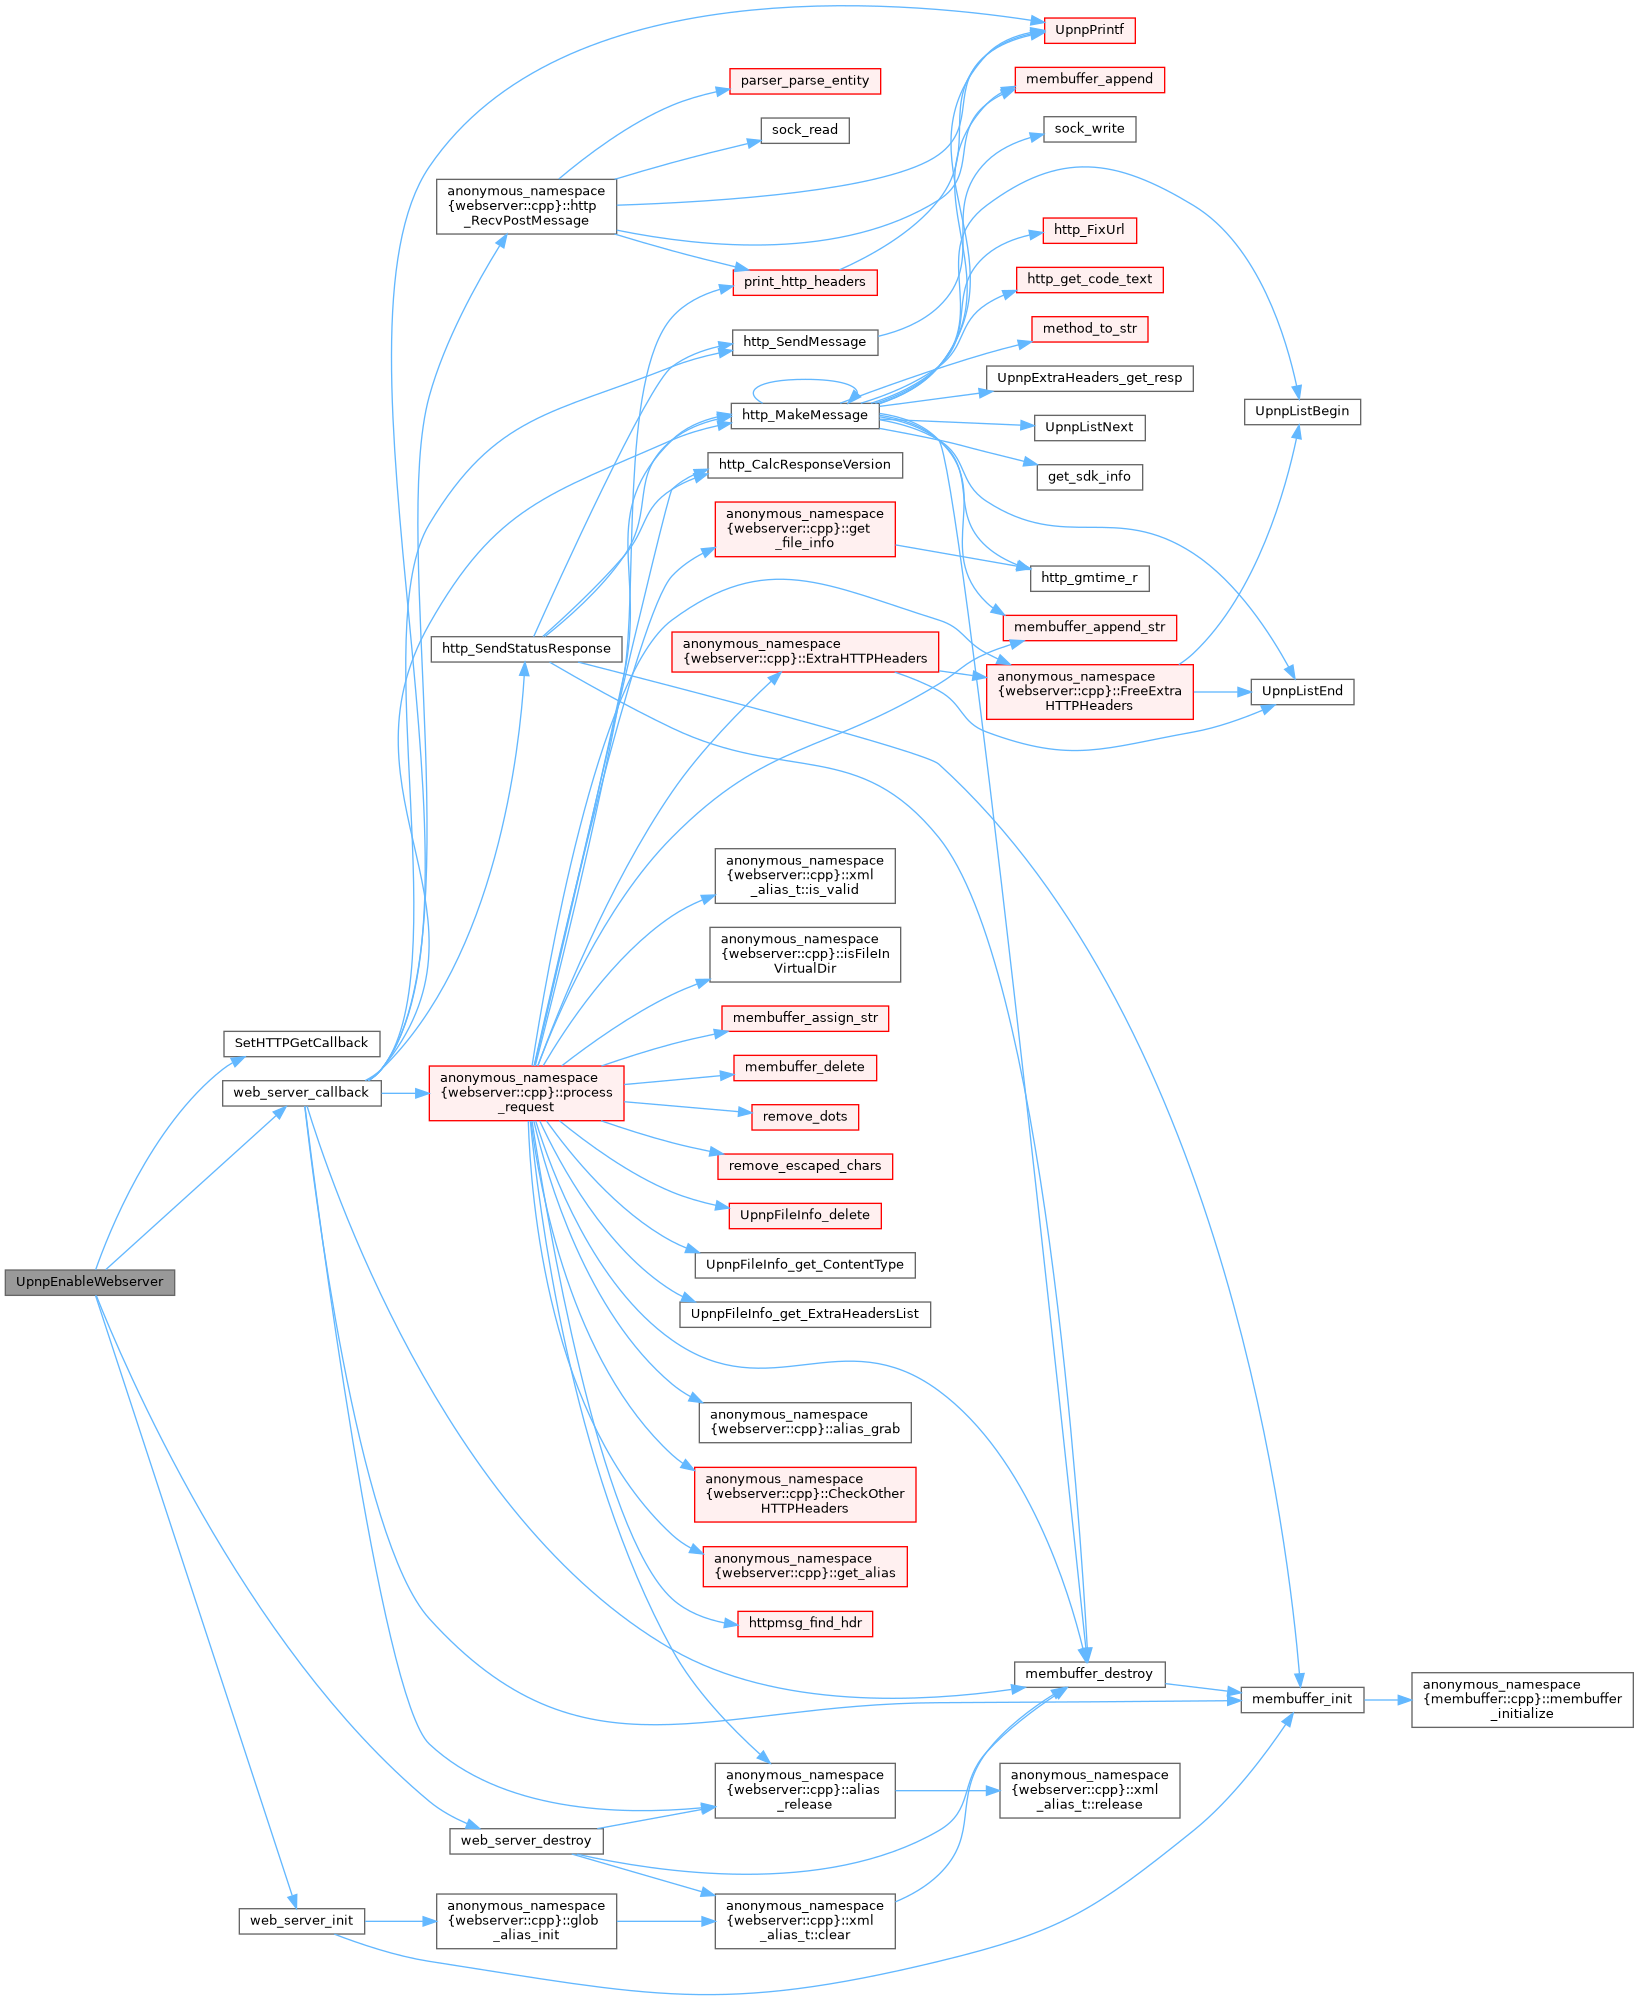 UpnpPrintf
parser_parse_entity
membuffer_append
sock_read
sock_write
anonymous_namespace
{webserver::cpp}::http
_RecvPostMessage
http_FixUrl
print_http_headers
http_get_code_text
method_to_str
http_SendMessage
UpnpExtraHeaders_get_resp
http_MakeMessage
UpnpListBegin
UpnpListNext
http_CalcResponseVersion
get_sdk_info
anonymous_namespace
{webserver::cpp}::get
_file_info
http_gmtime_r
membuffer_append_str
http_SendStatusResponse
anonymous_namespace
{webserver::cpp}::ExtraHTTPHeaders
anonymous_namespace
{webserver::cpp}::FreeExtra
HTTPHeaders
UpnpListEnd
anonymous_namespace
{webserver::cpp}::xml
_alias_t::is_valid
anonymous_namespace
{webserver::cpp}::isFileIn
VirtualDir
membuffer_assign_str
SetHTTPGetCallback
membuffer_delete
web_server_callback
anonymous_namespace
{webserver::cpp}::process
_request
remove_dots
remove_escaped_chars
UpnpFileInfo_delete
UpnpFileInfo_get_ContentType
UpnpEnableWebserver
UpnpFileInfo_get_ExtraHeadersList
anonymous_namespace
{webserver::cpp}::alias_grab
anonymous_namespace
{webserver::cpp}::CheckOther
HTTPHeaders
anonymous_namespace
{webserver::cpp}::get_alias
httpmsg_find_hdr
membuffer_destroy
membuffer_init
anonymous_namespace
{membuffer::cpp}::membuffer
_initialize
anonymous_namespace
{webserver::cpp}::alias
_release
anonymous_namespace
{webserver::cpp}::xml
_alias_t::release
web_server_destroy
web_server_init
anonymous_namespace
{webserver::cpp}::glob
_alias_init
anonymous_namespace
{webserver::cpp}::xml
_alias_t::clear